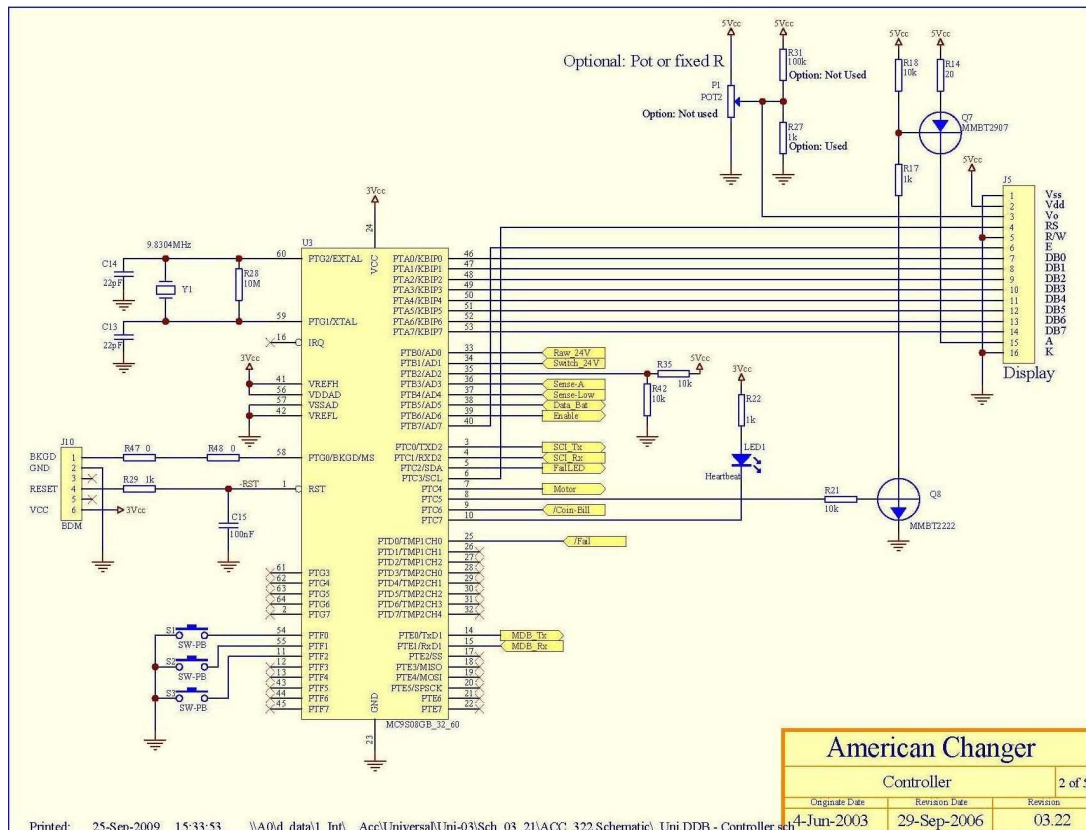 5Vcc
5Vcc
5Vcc
5Vcc
Optional: Pot or fixed R
R31
100k
Option: Not Used
P1
POT2
Option: Not used
R27
1k
Option: Used
R18
10k
R14
20
Q7
MMBT2907
R17
1k
5Vcc
J5
1 Vss
2 Vdd
3 Vo
4 RS
5 R/W
6 E
7 DB0
8 DB1
9 DB2
10 DB3
11 DB4
12 DB5
13 DB6
14 DB7
15 A
16 K
Display
3Vcc
24
U3
VCC
9.8304MHz
C14
22pF
Y1
R28
10M
C13
22pF
60 PTG2/EXTAL
59 PTG1/XTAL
16 IRQ
3Vcc
41 VREFH
56 VDDAD
57 VSSAD
42 VREFL
J10
BKGD 1
GND 2
3
RESET 4
5
VCC 6
BDM
3Vcc
R47 0
R48 0
58 PTG0/BKGD/MS
R29 1k
-RST
1 RST
C15
100nF
61 PTG3
62 PTG4
63 PTG5
64 PTG6
2 PTG7
S1
SW-PB
S2
SW-PB
S3
SW-PB
54 PTF0
55 PTF1
11 PTF2
12 PTF3
13 PTF4
43 PTF5
44 PTF6
45 PTF7
PTA0/KBIP0 46
PTA1/KBIP1 47
PTA2/KBIP2 48
PTA3/KBIP3 49
PTA4/KBIP4 50
PTA5/KBIP5 51
PTA6/KBIP6 52
PTA7/KBIP7 53
PTB0/AD0 33 Raw_24V
PTB1/AD1 34 Switch_24V
PTB2/AD2 35
PTB3/AD3 36 Sense-A
PTB4/AD4 37 Sense-Low
PTB5/AD5 38 Data_Bat
PTB6/AD6 39 Enable
PTB7/AD7 40
R35
10k
5Vcc
R42
10k
PTC0/TXD2 3 SCI_Tx
PTC1/RXD2 4 SCI_Rx
PTC2/SDA 5 FailLED
PTC3/SCL 6
PTC4 7 Motor
PTC5 8
PTC6 9 /Coin-Bill
PTC7 10
3Vcc
R22
1k
LED1
Heartbeat
R21
10k
Q8
MMBT2222
PTD0/TMP1CH0 25 /Fail
PTD1/TMP1CH1 26
PTD2/TMP1CH2 27
PTD3/TMP2CH0 28
PTD4/TMP2CH1 29
PTD5/TMP2CH2 30
PTD6/TMP2CH3 31
PTD7/TMP2CH4 32
PTE0/TxD1 14 MDB_Tx
PTE1/RxD1 15 MDB_Rx
PTE2/SS 17
PTE3/MISO 18
PTE4/MOSI 19
PTE5/SPSCK 20
PTE6 21
PTE7 22
GND
23
MC9S08GB_32_60
American Changer
Controller
2 of 5
Originate Date Revision Date Revision
4-Jun-2003 29-Sep-2006 03.22
Printed: 25-Sep-2009 15:33:53 \\A0\d_data\1_Int\_Acc\Universal\Uni-03\Sch_03_21\ACC_322 Schematic\_Uni.DDB - Controller.sch